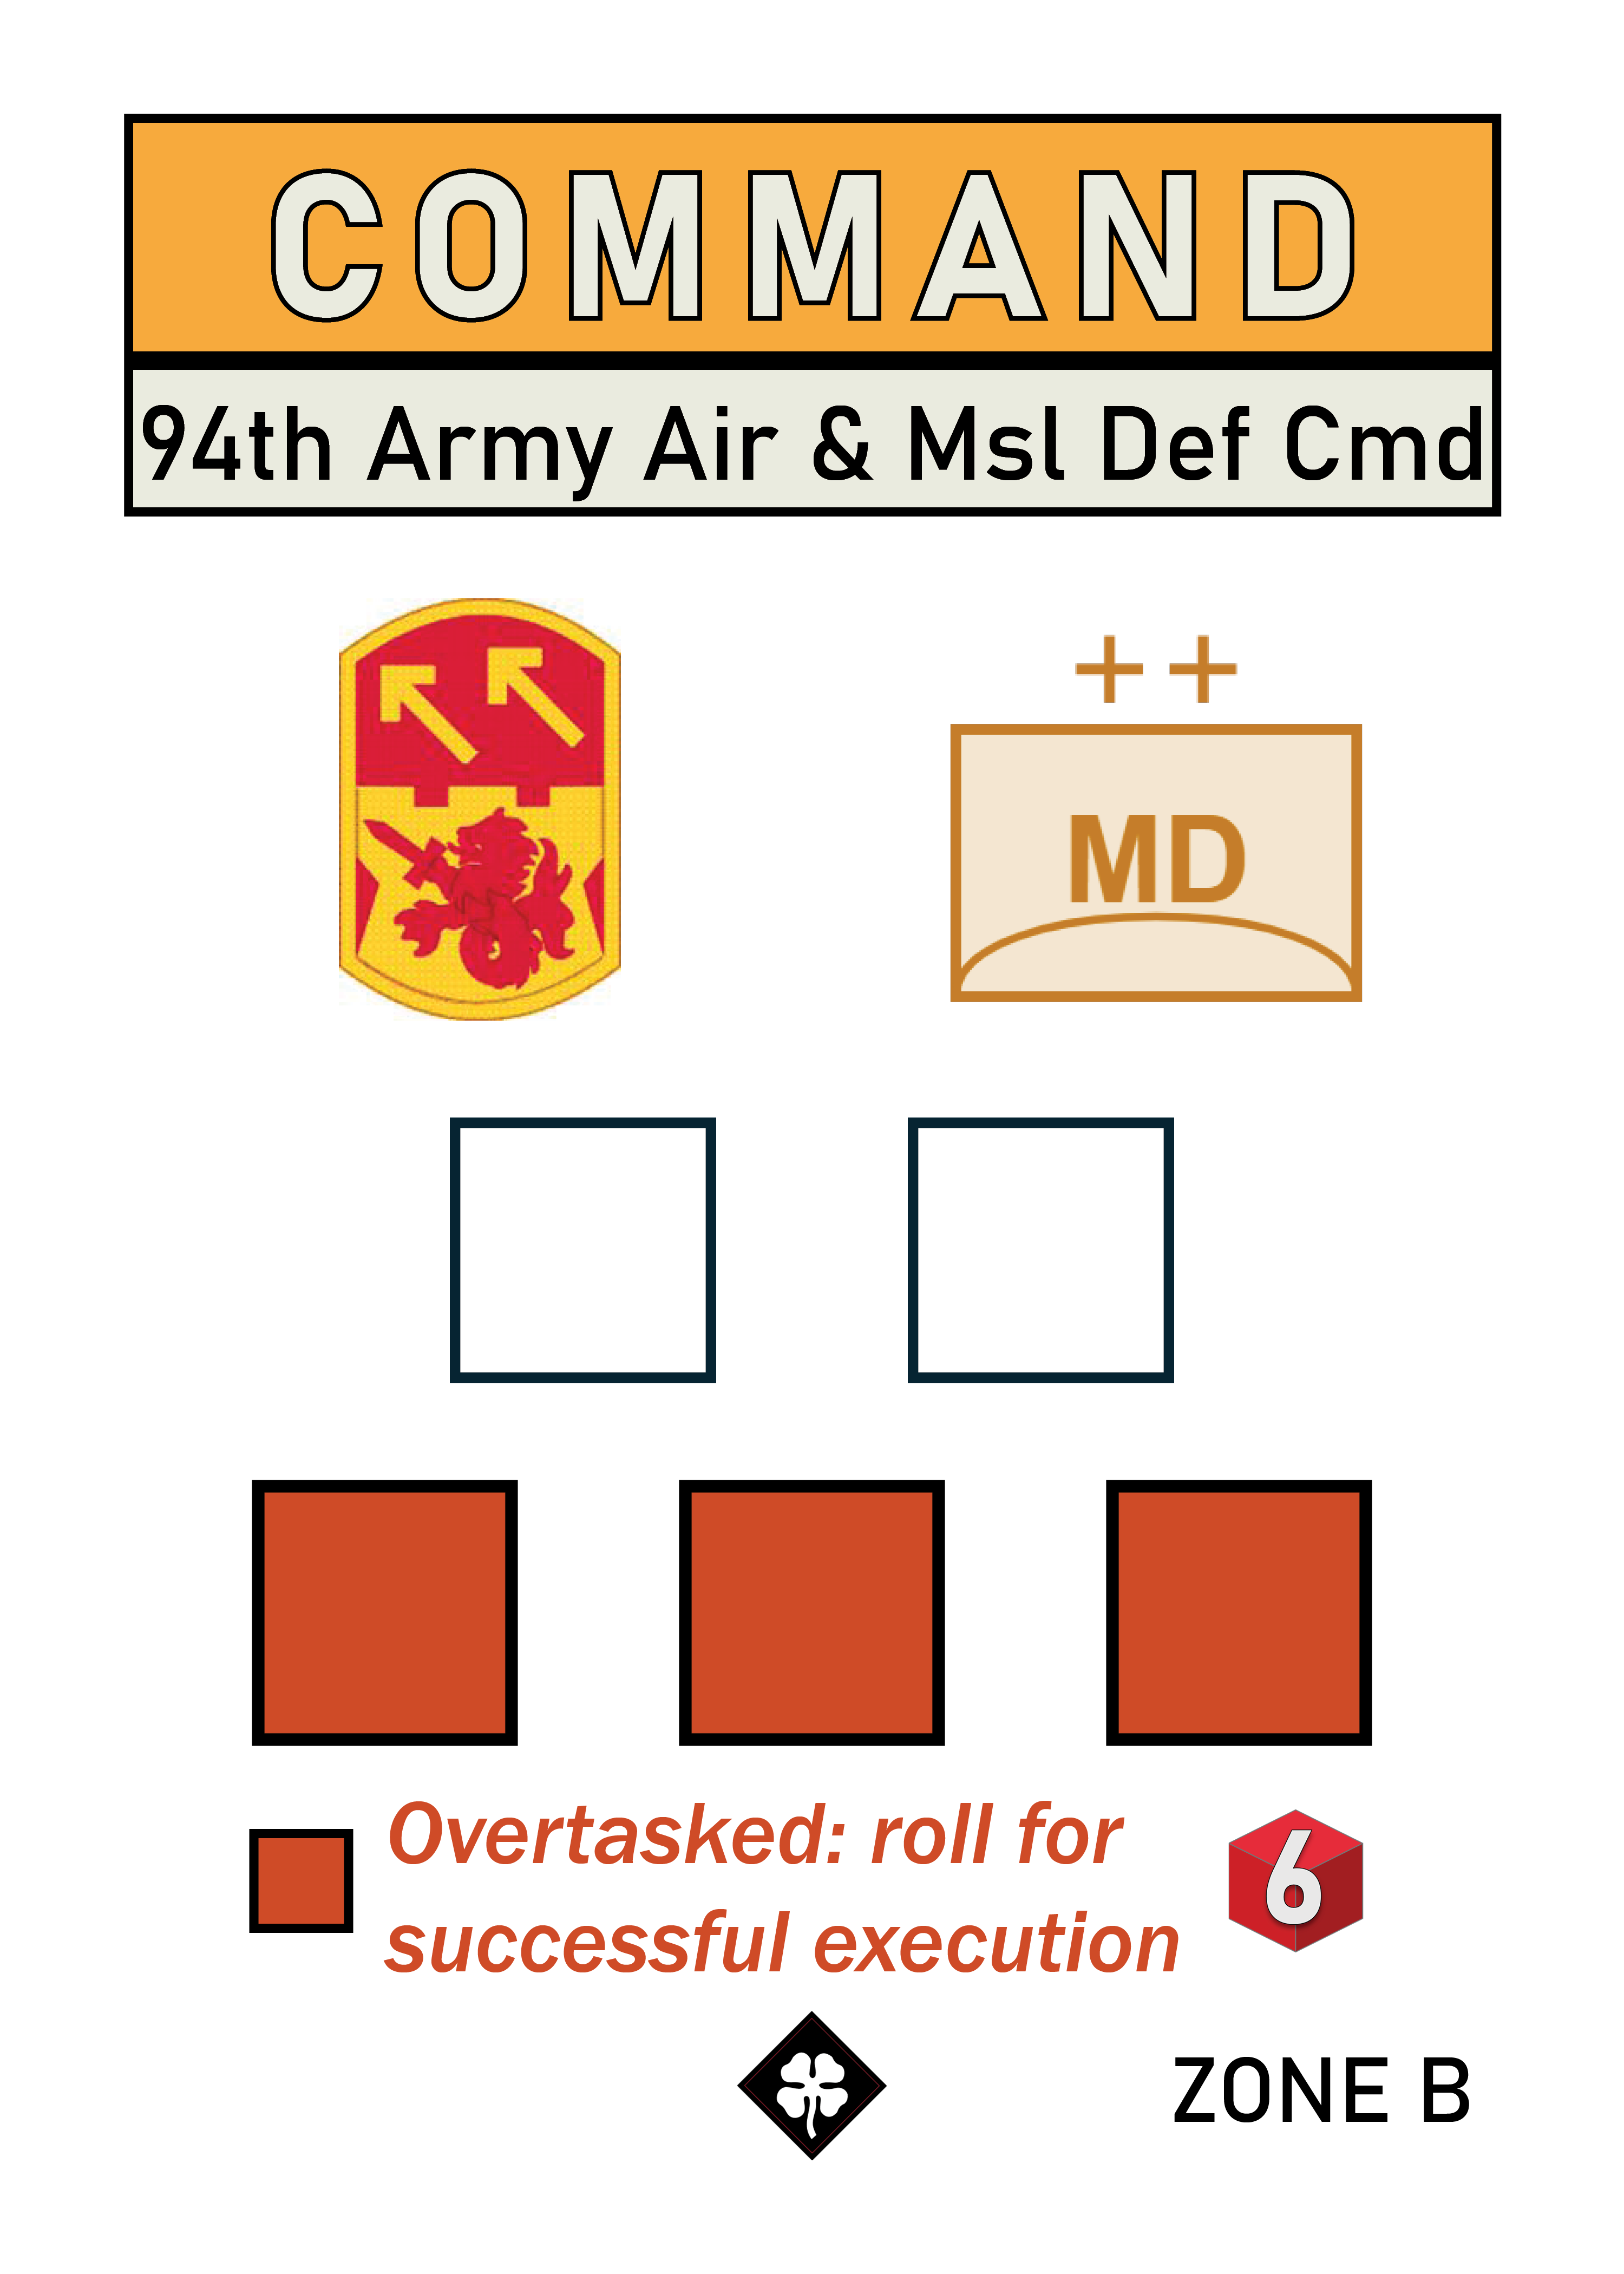 COMMAND
94th Army Air & Msl Def Cmd
++
MD
Overtasked: roll for
successful execution
6
ZONE B